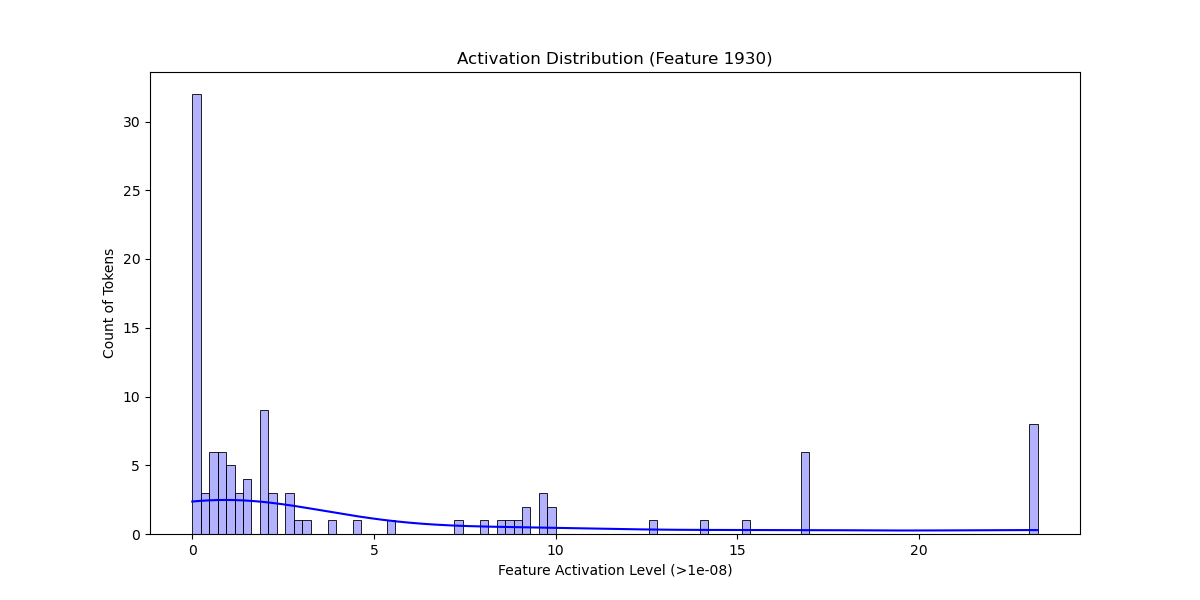 Activation Distribution (Feature 1930)
Count of Tokens
30
25
20
15
10
5
0
0 5 10 15 20
Feature Activation Level (>1e-08)